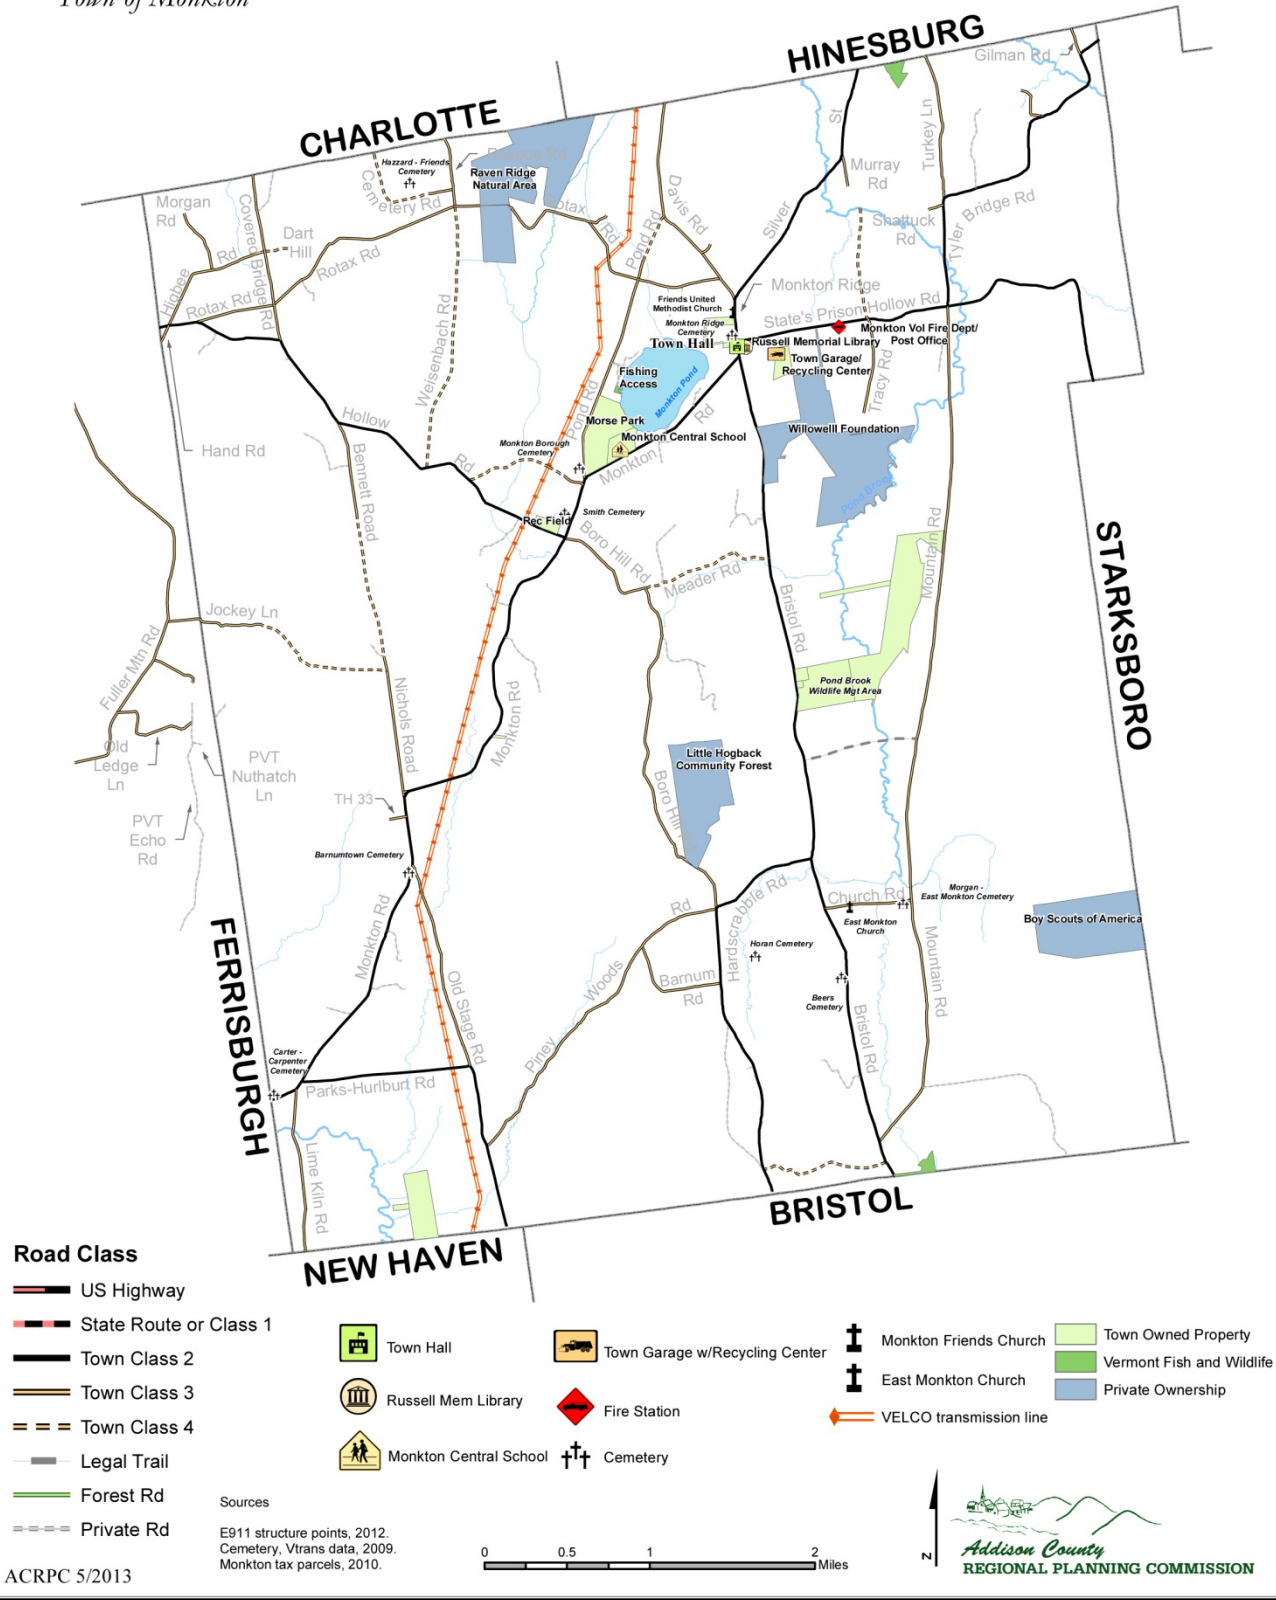 Town of Monkton
HINESBURG
Gilman Rd
CHARLOTTE
Hazzard - Friends
Cemetery
Roscoe Rd
Raven Ridge
Natural Area
Cemetery Rd
Morgan
Rd
Covered Bridge Rd
Dart
Hill
Rd
Rotax Rd
Rotax Rd
Higbee
Rotax Rd
Pond Rd
Davis Rd
Silver
St
Murray
Rd
Turkey Ln
Shattuck
Rd
Tyler Bridge Rd
Monkton Ridge
Friends United
Methodist Church
Monkton Ridge
Cemetery
State's Prison Hollow Rd
Monkton Vol Fire Dept/
Post Office
Town Hall
Russell Memorial Library
Town Garage/
Recycling Center
Fishing
Access
Monkton Pond
Tracy Rd
Weisenbach Rd
Hollow
Rd
Pond Rd
Morse Park
Monkton Central School
Monkton
Rd
Willowelll Foundation
Monkton Borough
Cemetery
Hand Rd
Bennett Road
Pond Brook
Rec Field
Smith Cemetery
Boro Hill Rd
Meader Rd
Mountain Rd
STARKSBORO
Bristol Rd
Jockey Ln
Fuller Mtn Rd
Nichols Road
Monkton Rd
Pond Brook
Wildlife Mgt Area
Old
Ledge
Ln
PVT
Nuthatch
Ln
Little Hogback
Community Forest
TH 33
PVT
Echo
Rd
Boro Hill Rd
Barnumtown Cemetery
Hardscrabble Rd
Church Rd
Morgan -
East Monkton Cemetery
East Monkton
Church
Boy Scouts of America
FERRISBURGH
Monkton Rd
Rd
Horan Cemetery
Woods
Barnum
Rd
Beers
Cemetery
Mountain Rd
Old Stage Rd
Bristol Rd
Carter -
Carpenter
Cemetery
Piney
Parks-Hurlburt Rd
Lime Kiln Rd
BRISTOL
NEW HAVEN
Road Class
US Highway
State Route or Class 1
Town Class 2
Town Class 3
Town Class 4
Legal Trail
Forest Rd
Private Rd
Town Hall
Russell Mem Library
Monkton Central School
Town Garage w/Recycling Center
Fire Station
Cemetery
Monkton Friends Church
East Monkton Church
VELCO transmission line
Town Owned Property
Vermont Fish and Wildlife
Private Ownership
Sources
E911 structure points, 2012.
Cemetery, Vtrans data, 2009.
Monkton tax parcels, 2010.
0 0.5 1 2
Miles
N
Addison County
REGIONAL PLANNING COMMISSION
ACRPC 5/2013